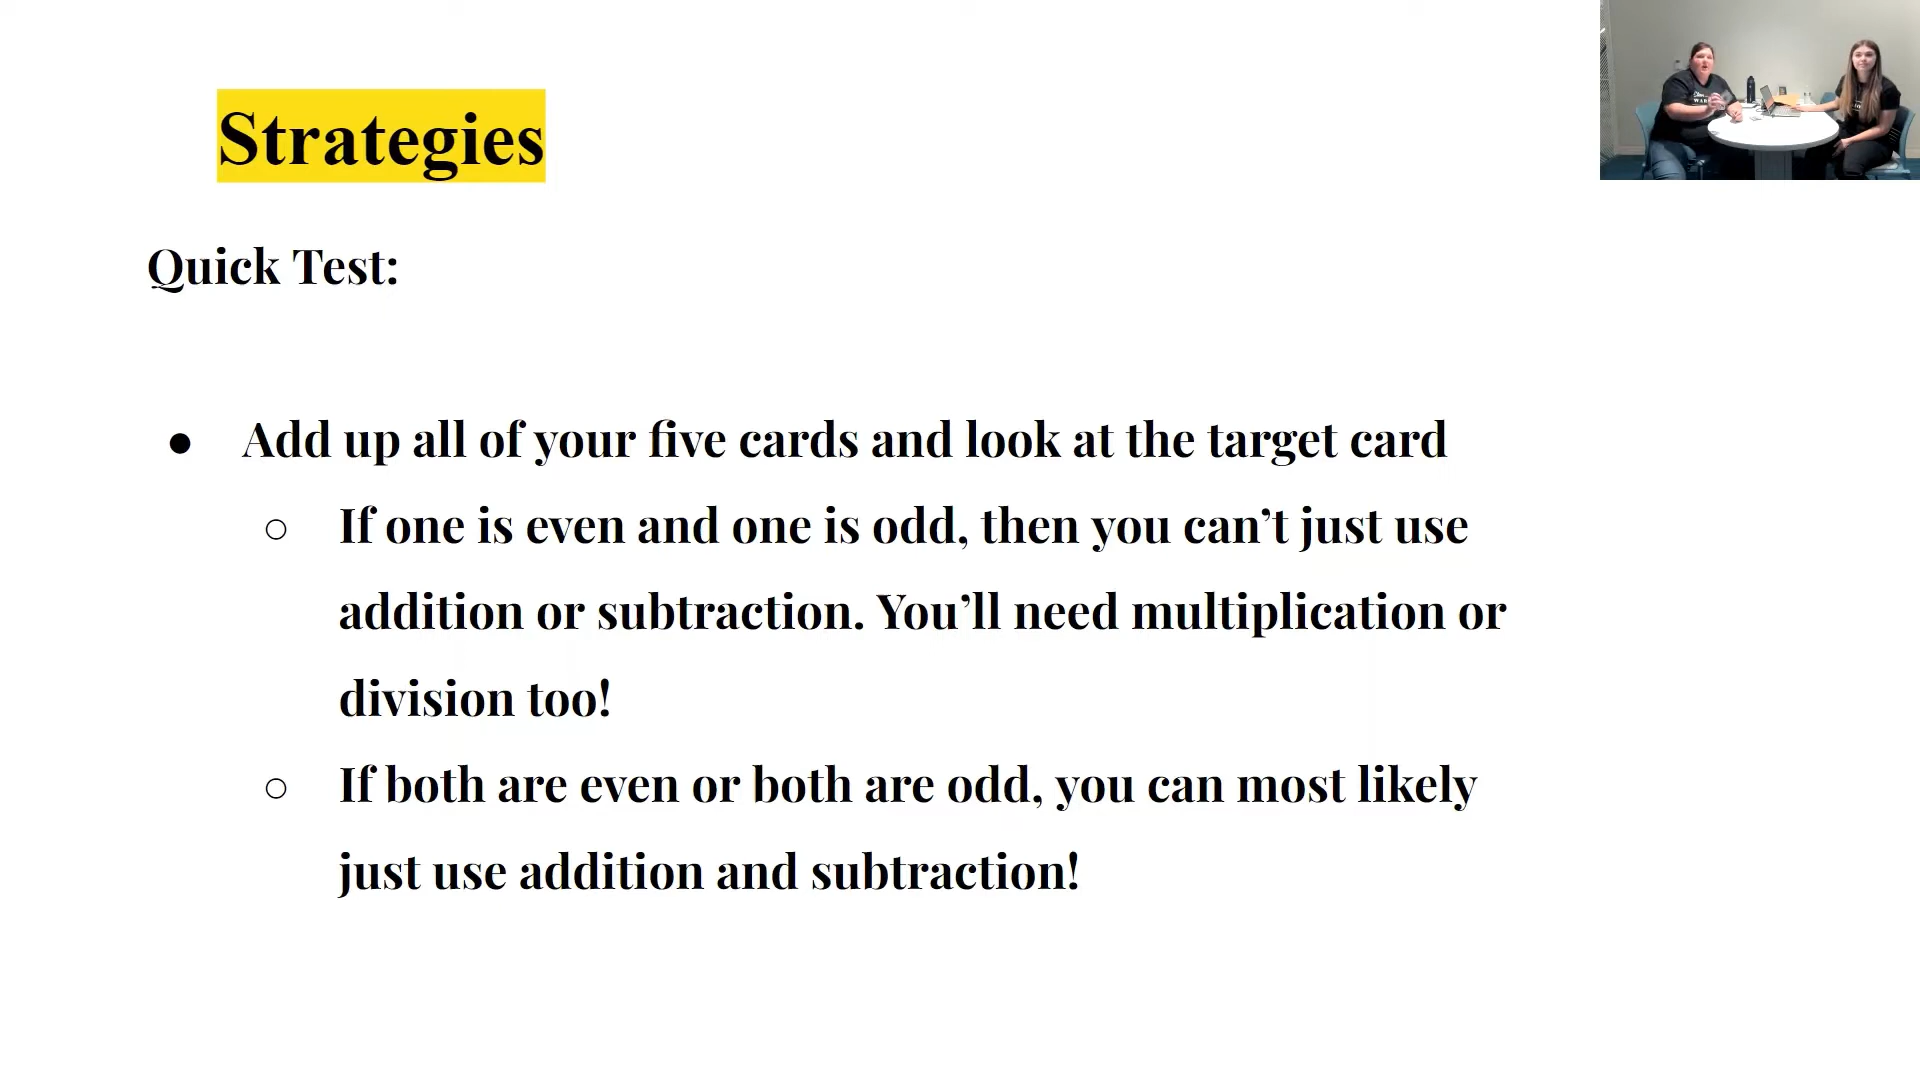 Strategies
Quick Test:
● Add up all of your five cards and look at the target card
○ If one is even and one is odd, then you can’t just use
addition or subtraction. You’ll need multiplication or
division too!
○ If both are even or both are odd, you can most likely
just use addition and subtraction!